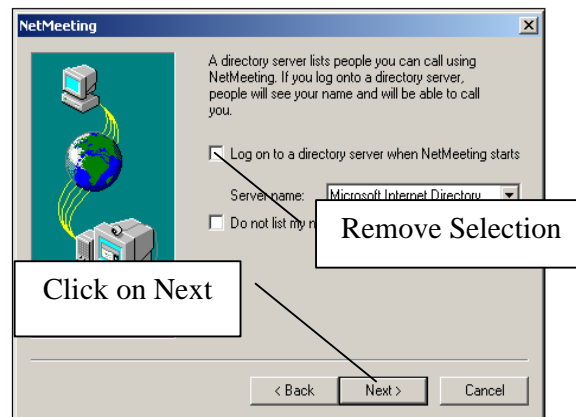 NetMeeting
A directory server lists people you can call using
NetMeeting. If you log onto a directory server,
people will see your name and will be able to call
you.
Log on to a directory server when NetMeeting starts
Server name: Microsoft Internet Directory
Do not list my
Remove Selection
Click on Next
< Back Next > Cancel